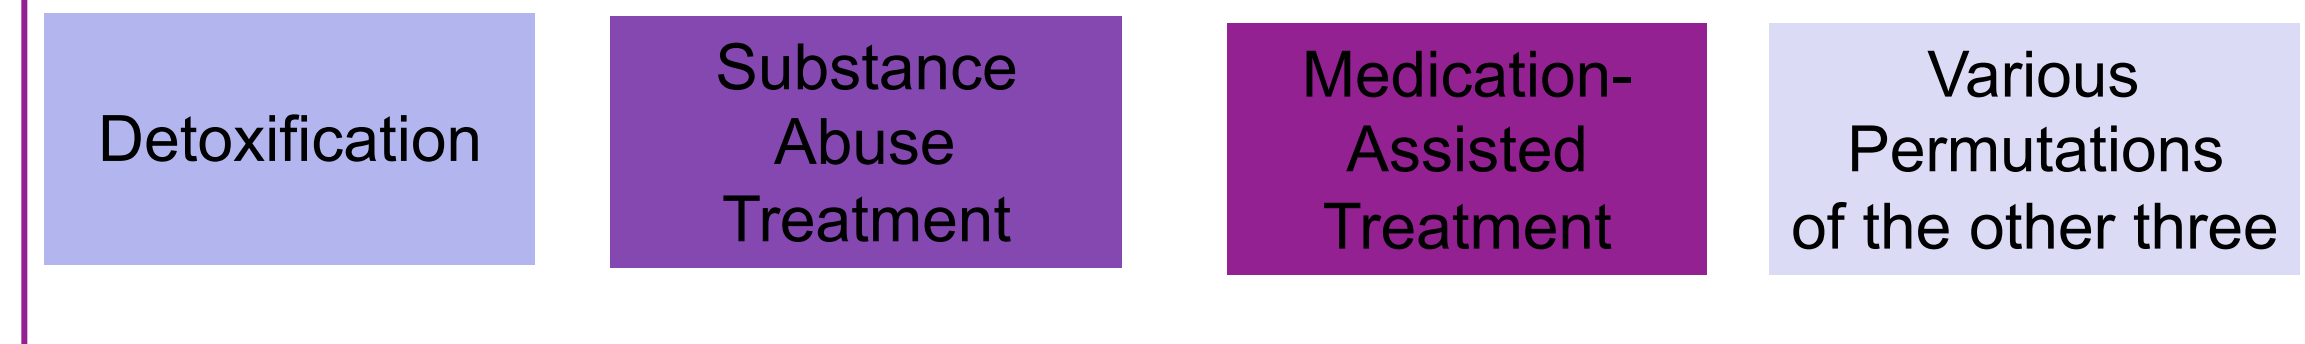 Detoxification
Substance
Abuse
Treatment
Medication-
Assisted
Treatment
Various
Permutations
of the other three